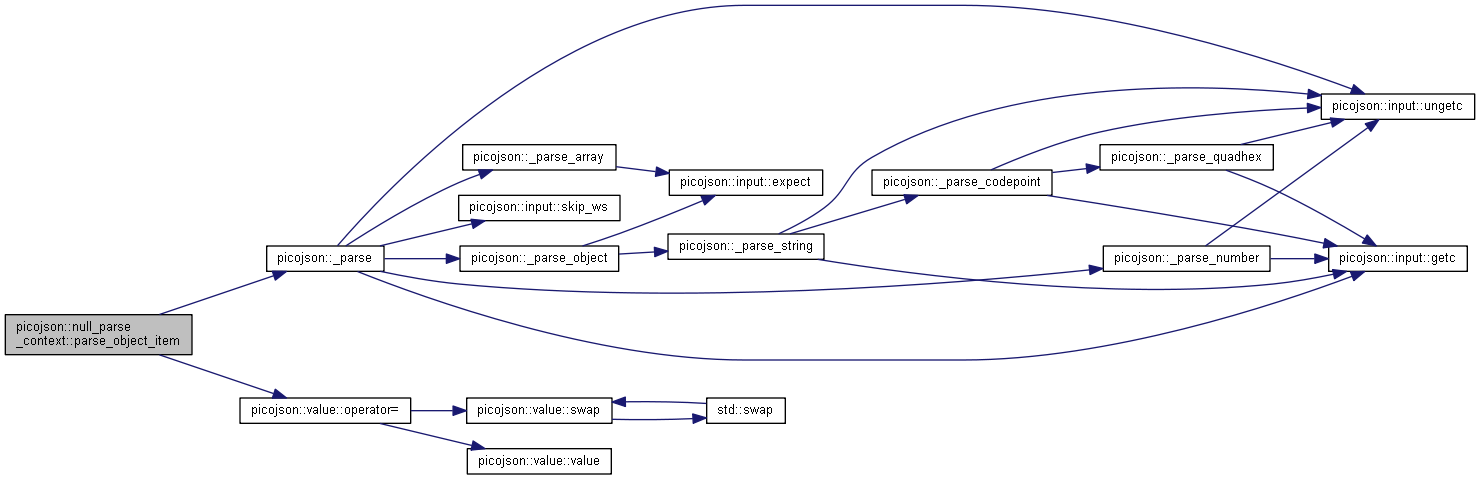 picojson::input::ungetc
picojson::_parse_array
picojson::_parse_quadhex
picojson::input::expect
picojson::_parse_codepoint
picojson::input::skip_ws
picojson::_parse_string
picojson::_parse
picojson::_parse_object
picojson::_parse_number
picojson::input::getc
picojson::null_parse
_context::parse_object_item
picojson::value::operator=
picojson::value::swap
std::swap
picojson::value::value